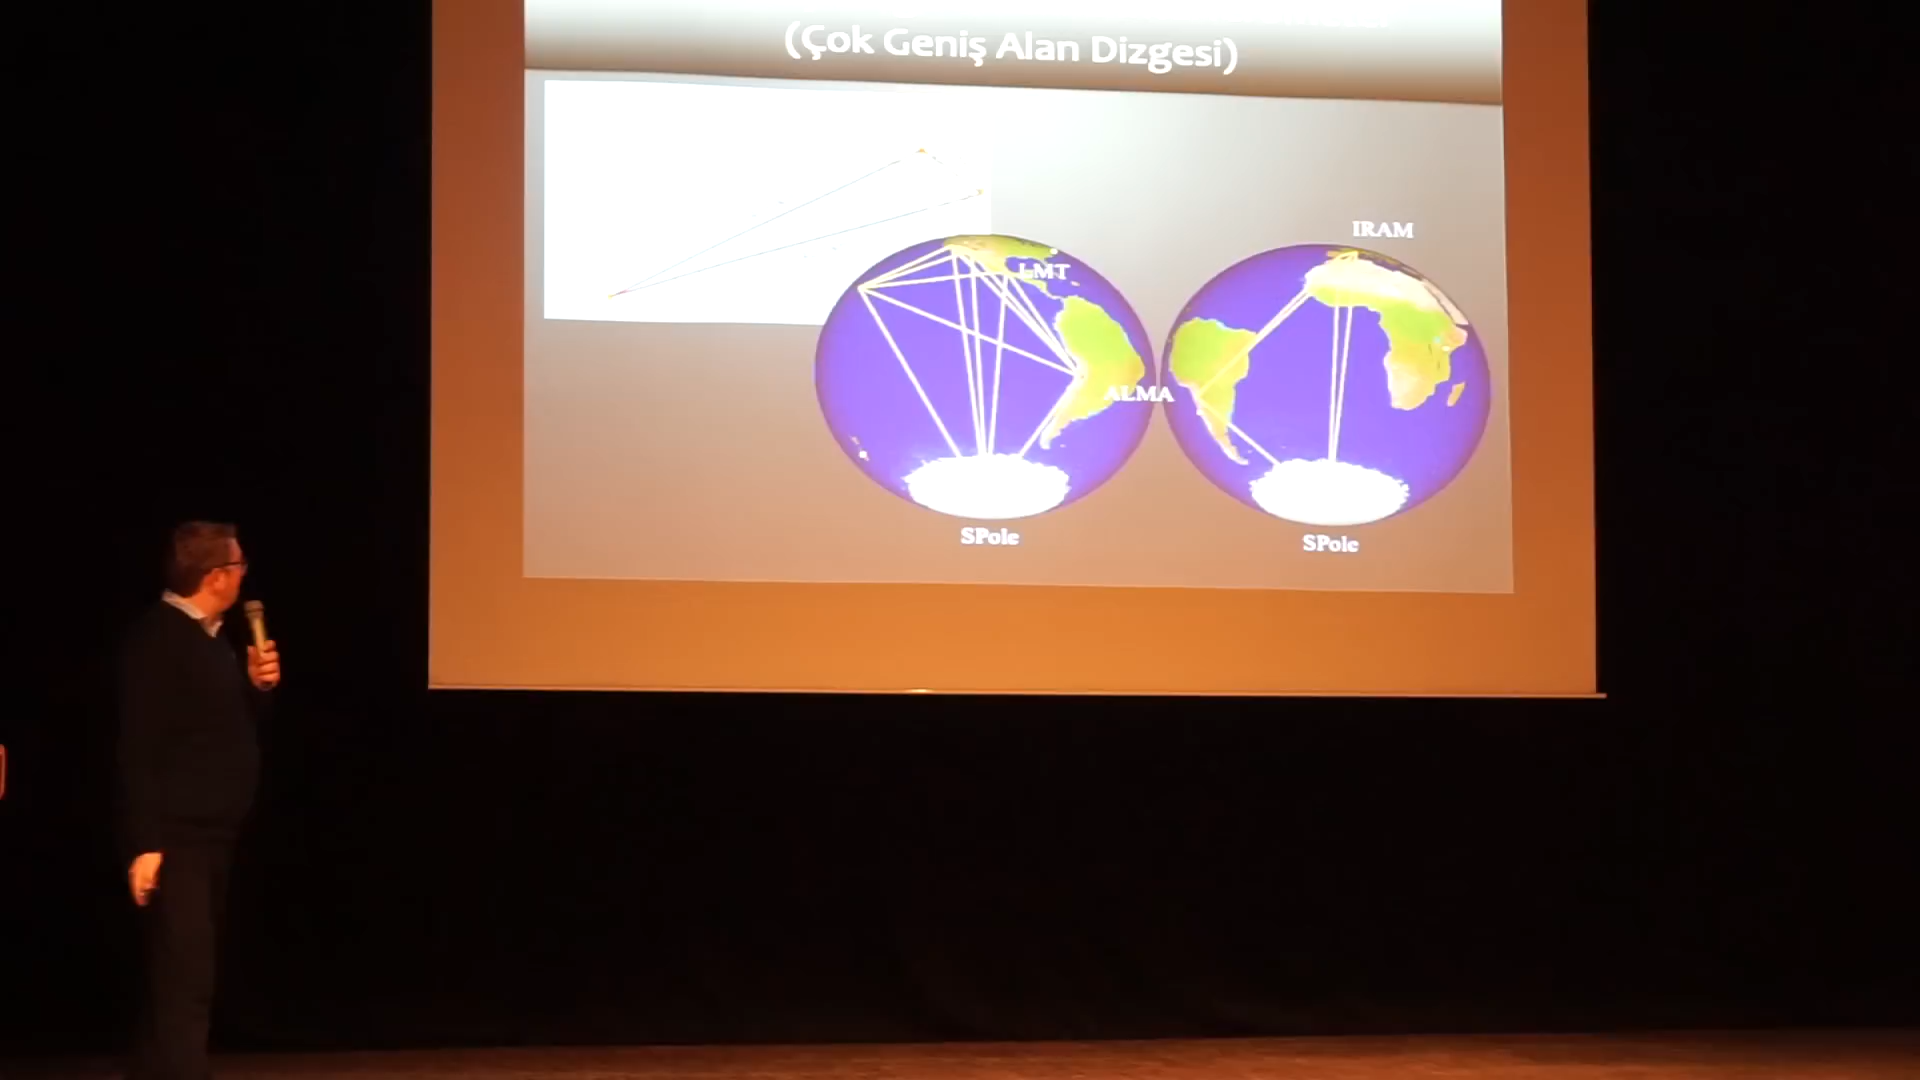 (Çok Geniş Alan Dizgesi)
IRAM
LMT
ALMA
SPole
SPole